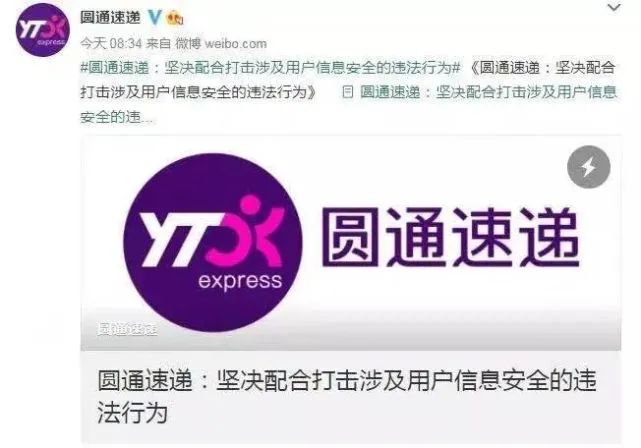 YTO
express
圆通速递
今天 08:34 来自 微博 weibo.com
#圆通速递：坚决配合打击涉及用户信息安全的违法行为# 《圆通速递：坚决配合
打击涉及用户信息安全的违法行为》 圆通速递：坚决配合打击涉及用户信息
安全的违...
YTO
express
圆通速递
圆通速递
圆通速递：坚决配合打击涉及用户信息安全的违
法行为